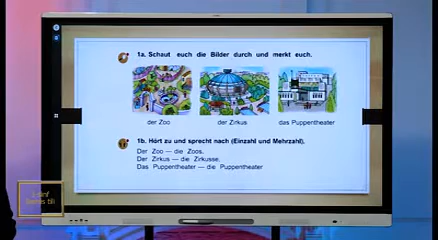 1a. Schaut euch die Bilder durch und merkt euch.
der Zoo der Zirkus das Puppentheater
1b. Hört zu und sprecht nach (Einzahl und Mehrzahl).
Der Zoo — die Zoos.
Der Zirkus — die Zirkusse.
Das Puppentheater — die Puppentheater